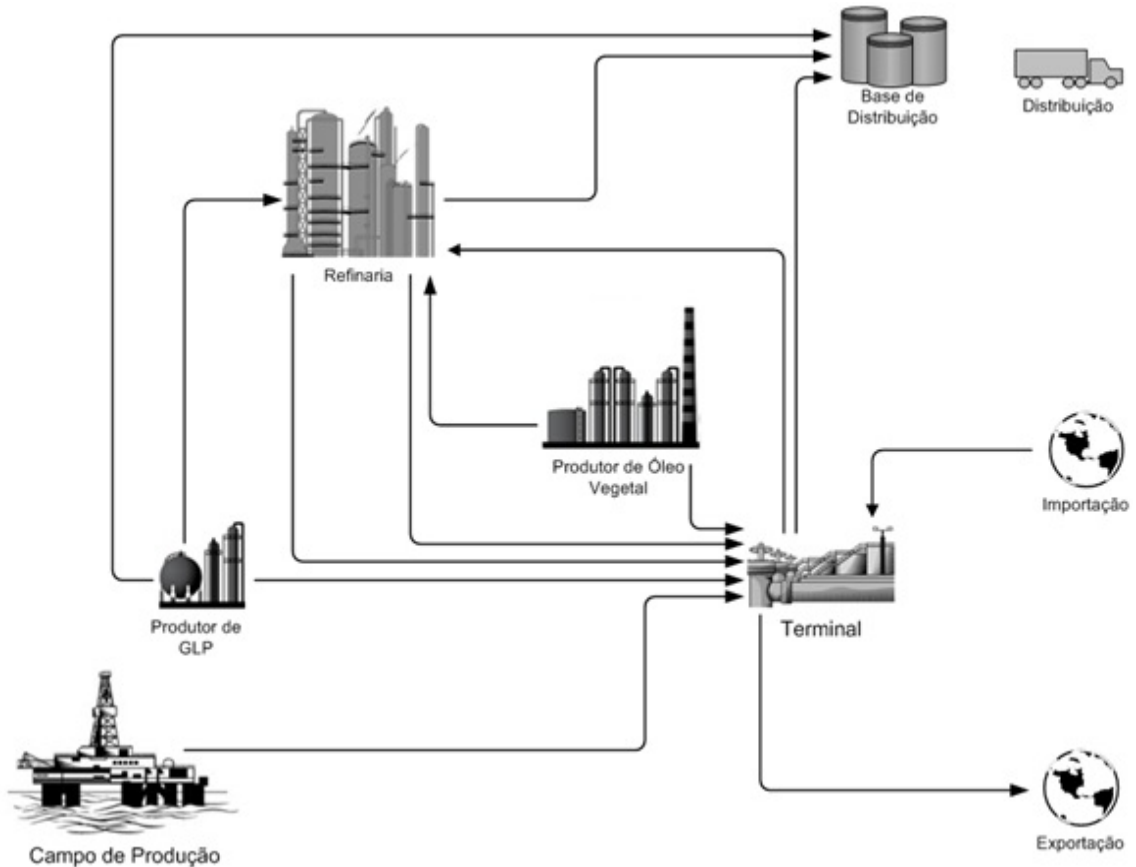 Base de
Distribuição
Distribuição
Refinaria
Produtor de Óleo
Vegetal
Importação
Produtor de
GLP
Terminal
Campo de Produção
Exportação